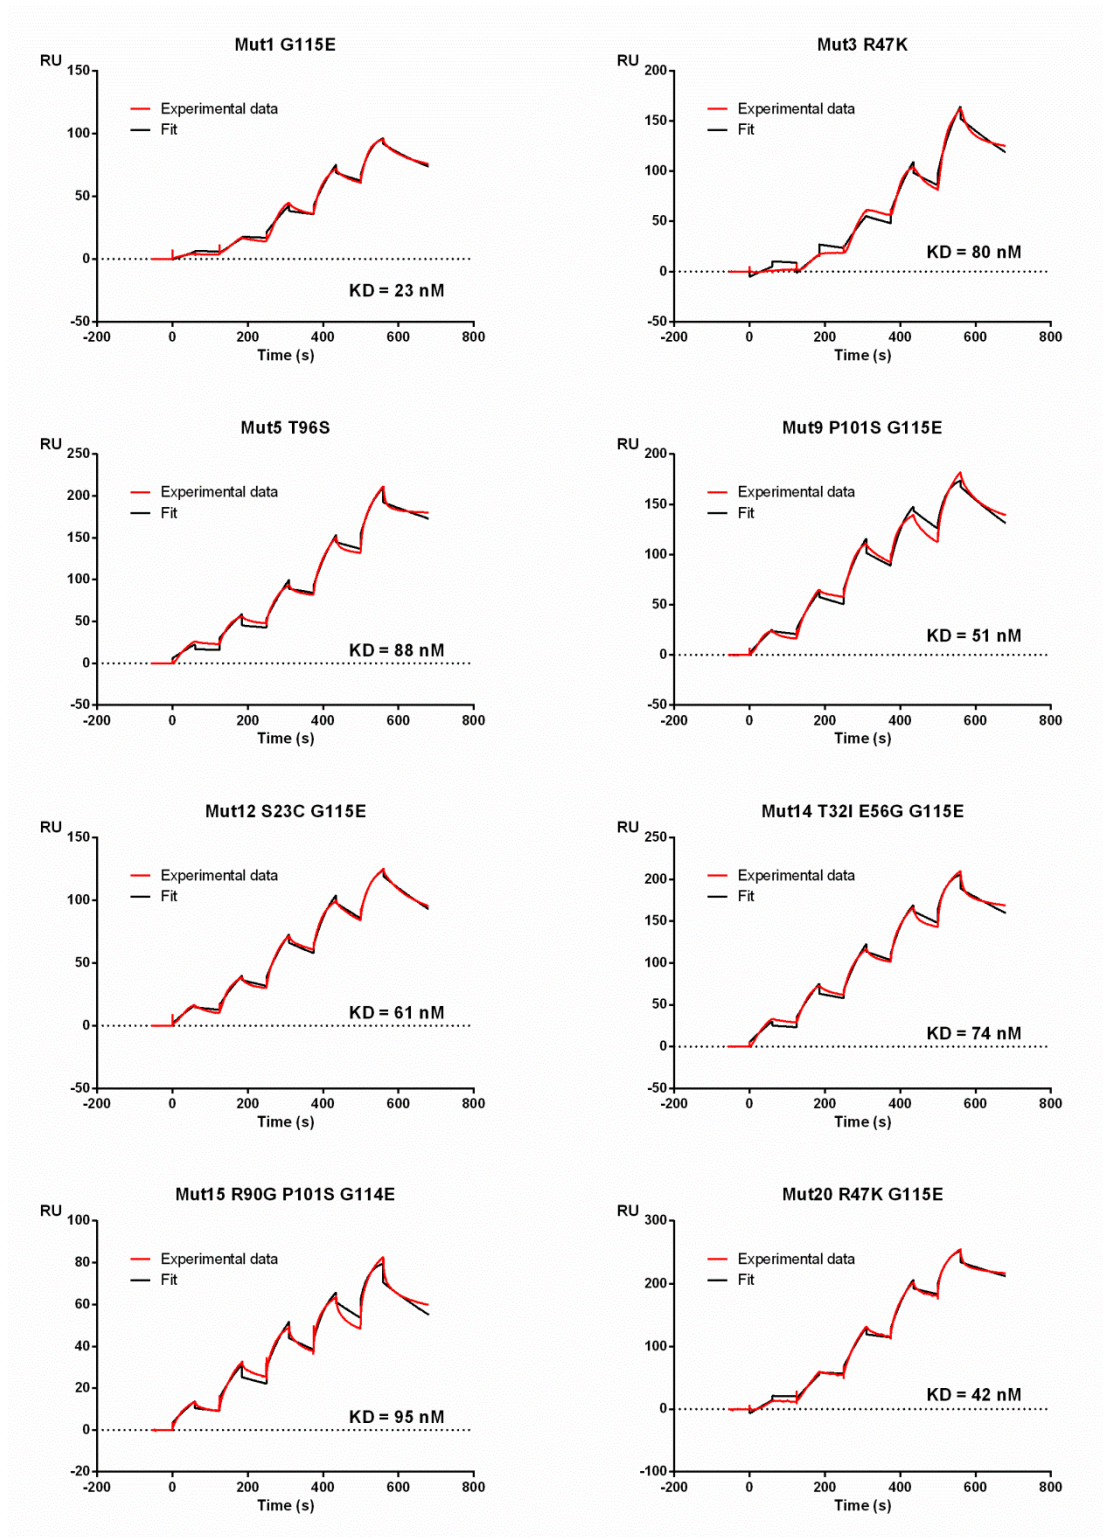 Mut1 G115E
RU
150
100
50
0
-50
Experimental data
Fit
KD = 23 nM
-200 0 200 400 600 800
Time (s)
Mut3 R47K
RU
200
150
100
50
0
-50
Experimental data
Fit
KD = 80 nM
-200 0 200 400 600 800
Time (s)
Mut5 T96S
RU
250
200
150
100
50
0
-50
Experimental data
Fit
KD = 88 nM
-200 0 200 400 600 800
Time (s)
Mut9 P101S G115E
RU
200
150
100
50
0
-50
Experimental data
Fit
KD = 51 nM
-200 0 200 400 600 800
Time (s)
Mut12 S23C G115E
RU
150
100
50
0
-50
Experimental data
Fit
KD = 61 nM
-200 0 200 400 600 800
Time (s)
Mut14 T32I E56G G115E
RU
250
200
150
100
50
0
-50
Experimental data
Fit
KD = 74 nM
-200 0 200 400 600 800
Time (s)
Mut15 R90G P101S G114E
RU
100
80
60
40
20
0
-20
Experimental data
Fit
KD = 95 nM
-200 0 200 400 600 800
Time (s)
Mut20 R47K G115E
RU
300
200
100
0
-100
Experimental data
Fit
KD = 42 nM
-200 0 200 400 600 800
Time (s)